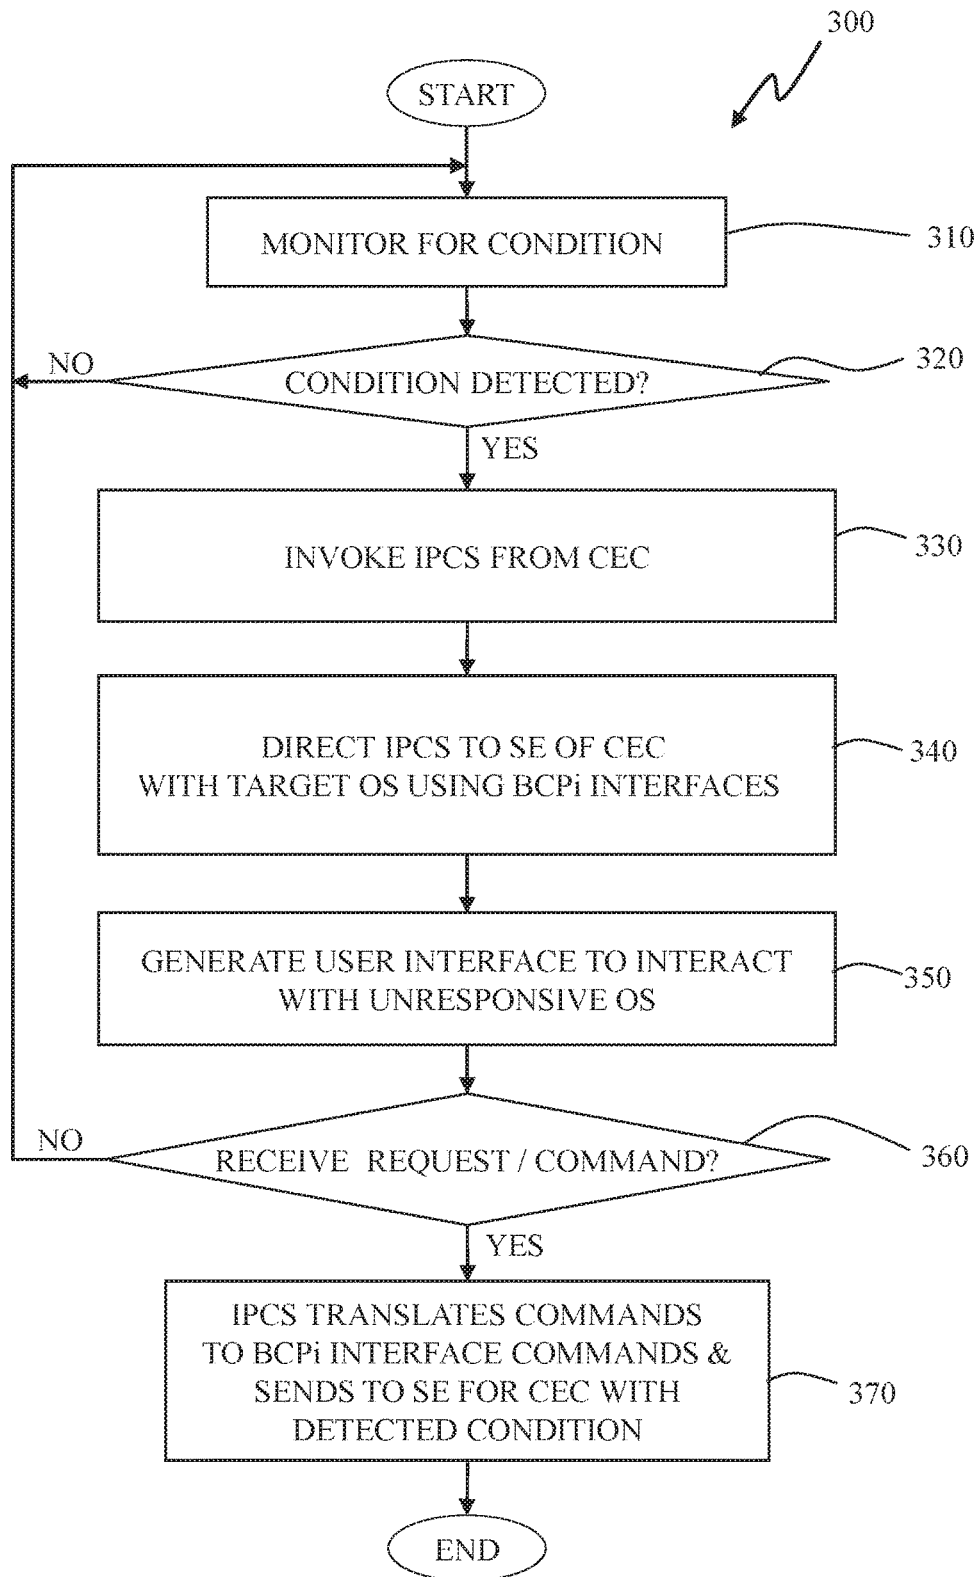 300
START
MONITOR FOR CONDITION
310
NO
CONDITION DETECTED?
320
YES
INVOKE IPCS FROM CEC
330
DIRECT IPCS TO SE OF CEC
WITH TARGET OS USING BCPi INTERFACES
340
GENERATE USER INTERFACE TO INTERACT
WITH UNRESPONSIVE OS
350
NO
RECEIVE REQUEST / COMMAND?
360
YES
IPCS TRANSLATES COMMANDS
TO BCPi INTERFACE COMMANDS &
SENDS TO SE FOR CEC WITH
DETECTED CONDITION
370
END